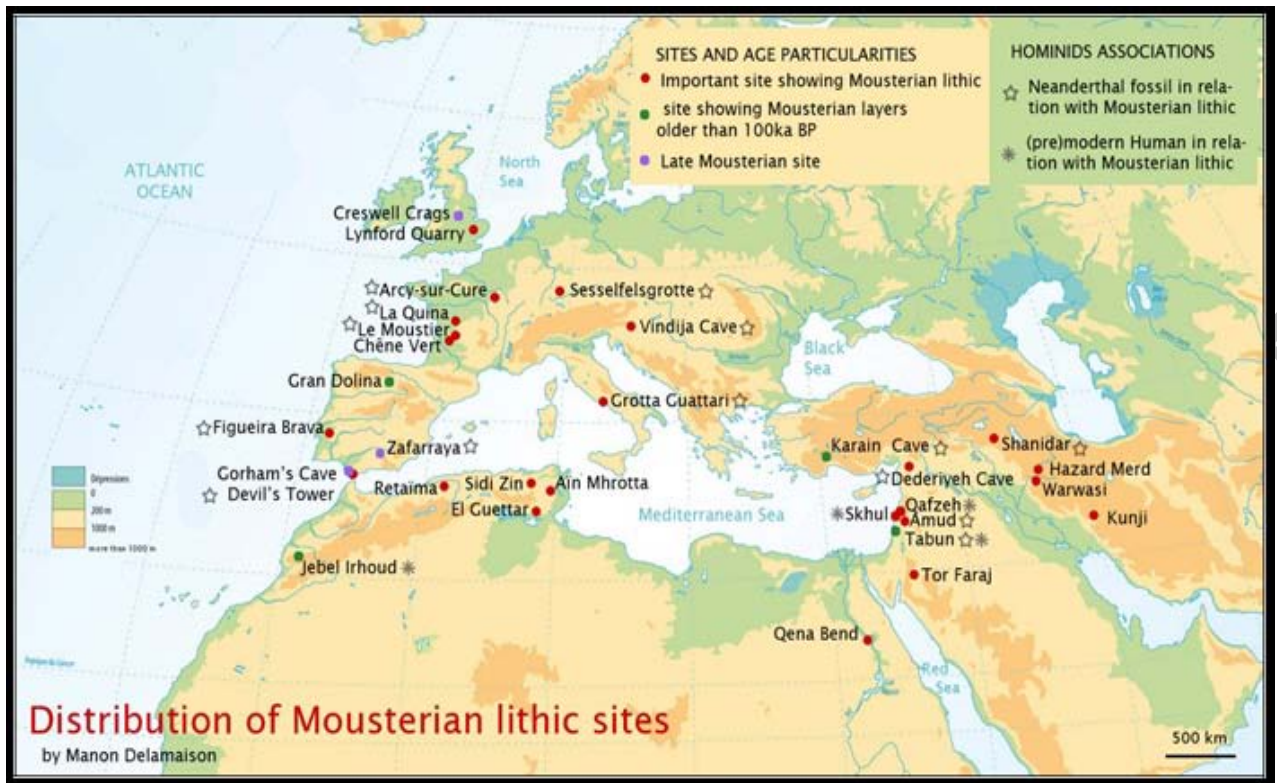 SITES AND AGE PARTICULARITIES
Important site showing Mousterian lithic
site showing Mousterian layers
older than 100ka BP
Late Mousterian site
HOMINIDS ASSOCIATIONS
Neanderthal fossil in rela-
tion with Mousterian lithic
(pre)modern Human in rela-
tion with Mousterian lithic
ATLANTIC
OCEAN
North
Sea
Creswell Crags
Lynford Quarry
Arcy-sur-Cure
Sesselfelsgrotte
La Quina
Le Moustier
Vindija Cave
Chêne Vert
Black
Sea
Gran Dolina
Grotta Guattari
Figueira Brava
Zafarraya
Karain Cave
Shanidar
Gorham's Cave
Devil's Tower
Retaïma
Sidi Zin
Aïn Mhrotta
El Guettar
Mediterranean Sea
Dederiyeh Cave
Hazard Merd
Warwasi
Kunji
Skhul
Qafzeh
Amud
Tabun
Dépressions
0
200 m
1000 m
more than 1000 m
Jebel Irhoud
Tor Faraj
Qena Bend
Red
Sea
Distribution of Mousterian lithic sites
by Manon Delamaison
500 km